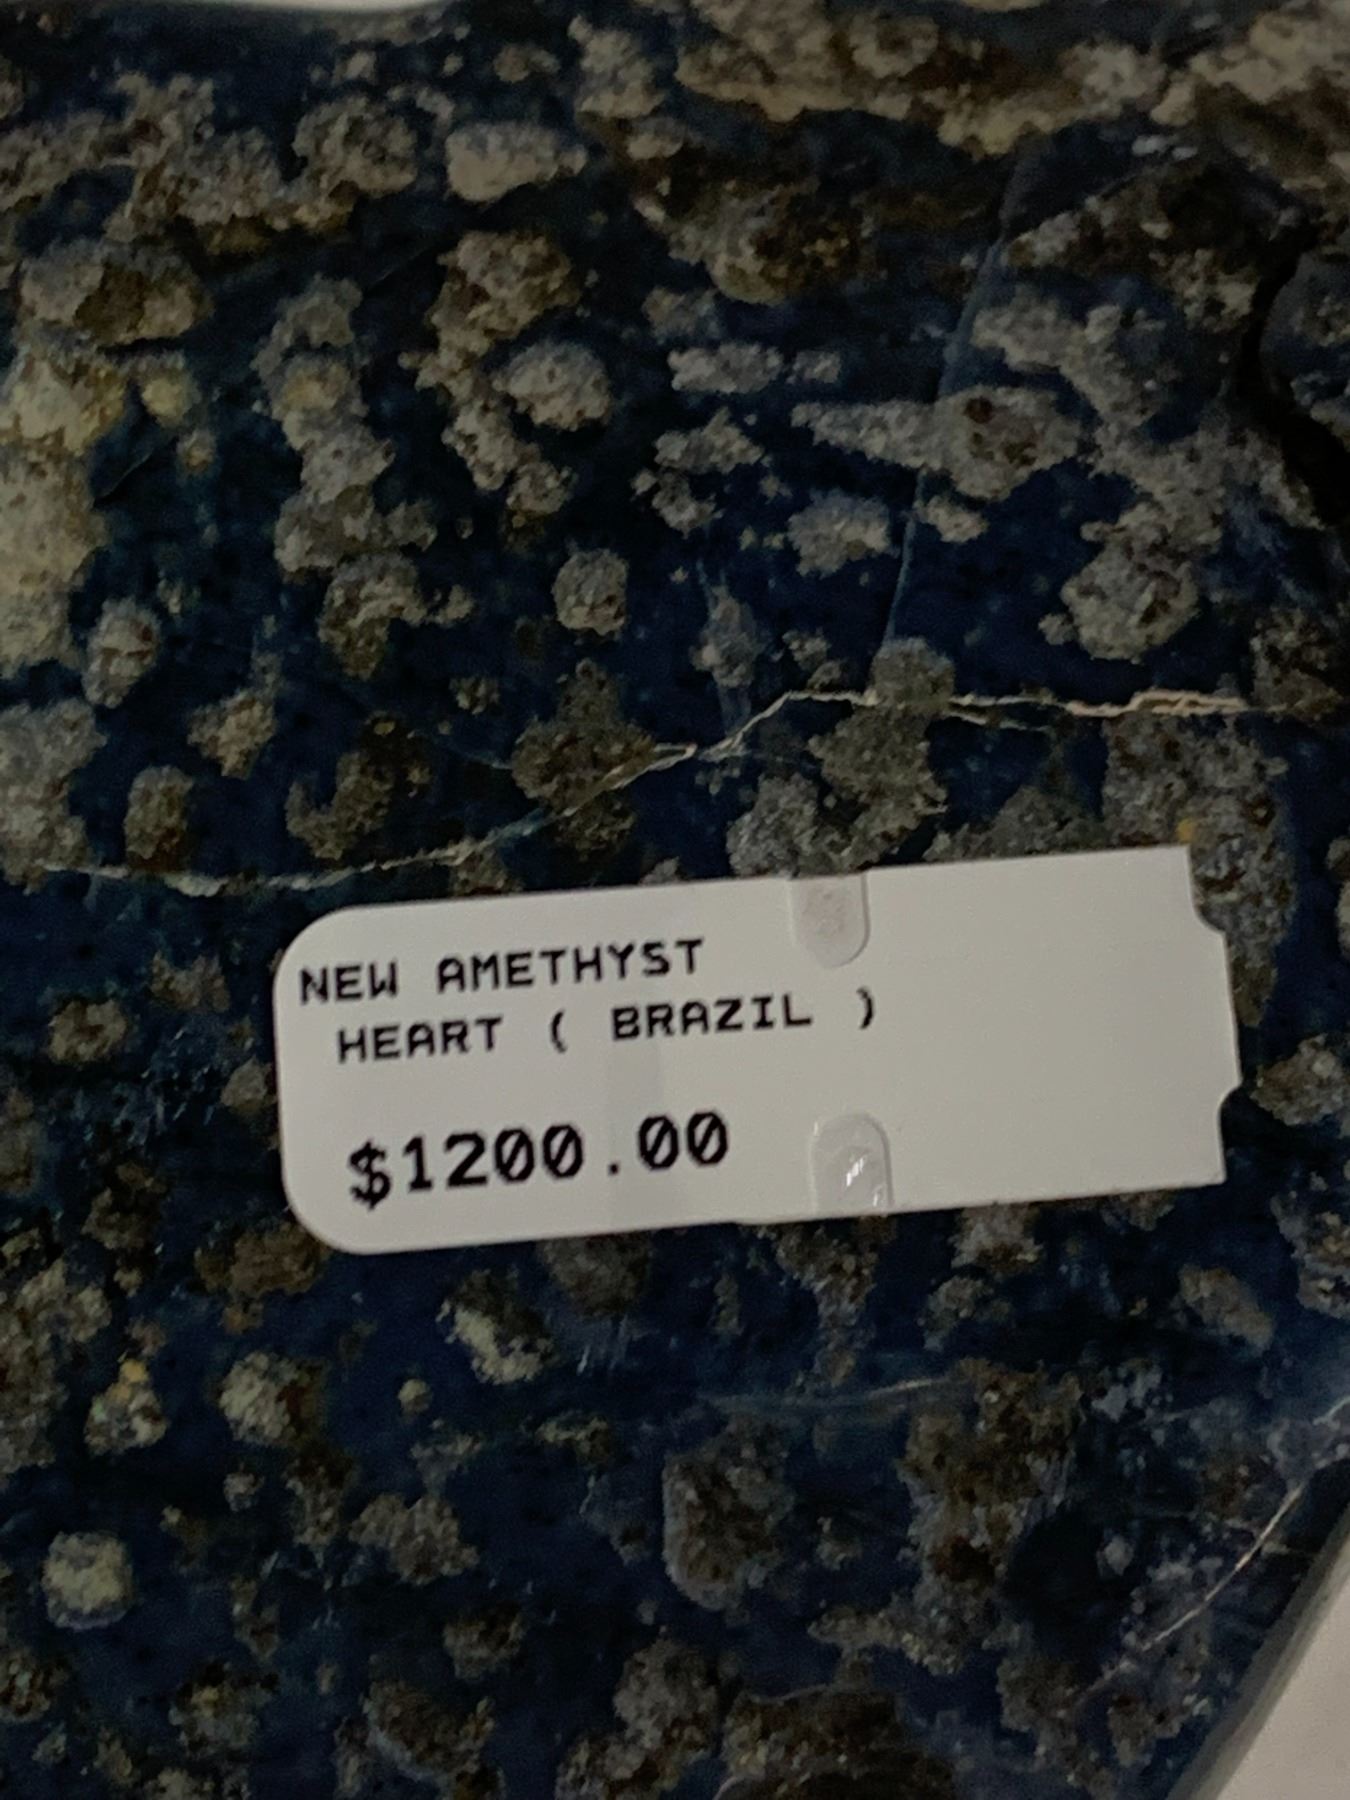 NEW AMETHYST
HEART ( BRAZIL )
$1200.00